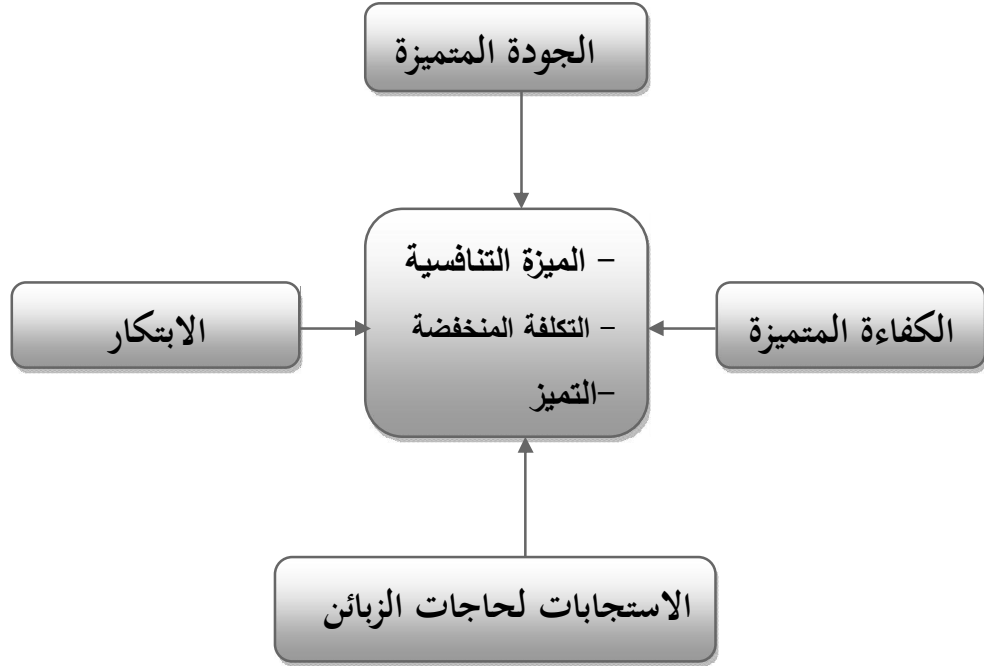 الجودة المتميزة
- الميزة التنافسية
- التكلفة المنخفضة
-التميز
الكفاءة المتميزة
الابتكار
الاستجابات لحاجات الزبائن